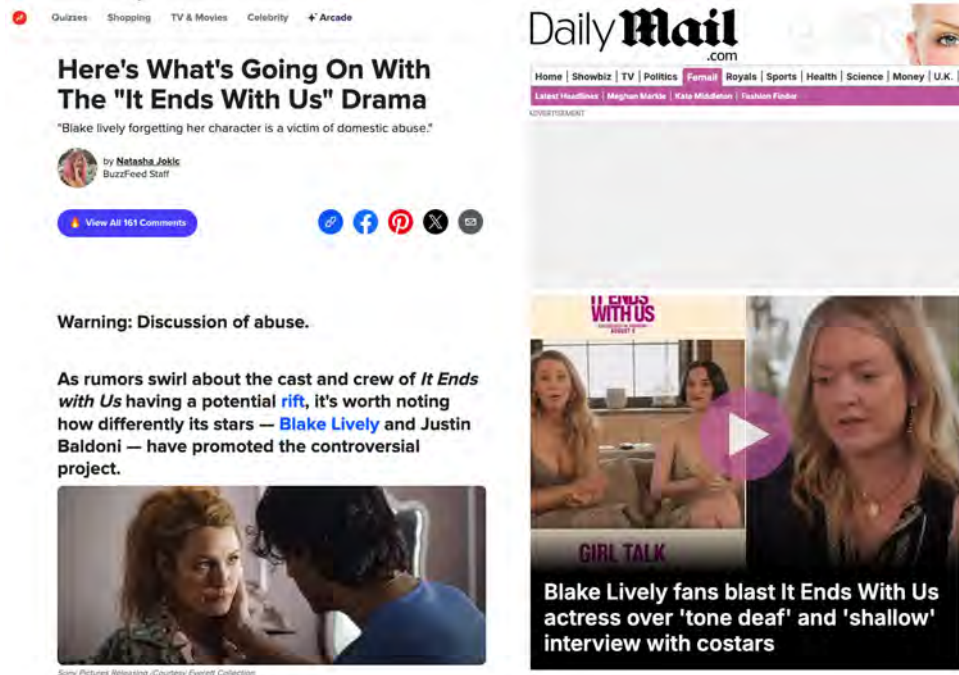 Quizzes Shopping TV & Movies Celebrity Arcade
Here's What's Going On With
The "It Ends With Us" Drama
"Blake lively forgetting her character is a victim of domestic abuse."
by Natasha Jokic
BuzzFeed Staff
View All 161 Comments
Warning: Discussion of abuse.
As rumors swirl about the cast and crew of It Ends
with Us having a potential rift, it's worth noting
how differently its stars — Blake Lively and Justin
Baldoni — have promoted the controversial
project.
Sony Pictures Releasing /Courtesy Everett Collection
Daily Mail
.com
Home | Showbiz | TV | Politics | Femail | Royals | Sports | Health | Science | Money | U.K. |
Latest Headlines | Meghan Markle | Kate Middleton | Fashion Finder
ADVERTISEMENT
IT ENDS
WITH US
AUGUST 9
GIRL TALK
Blake Lively fans blast It Ends With Us
actress over 'tone deaf' and 'shallow'
interview with costars